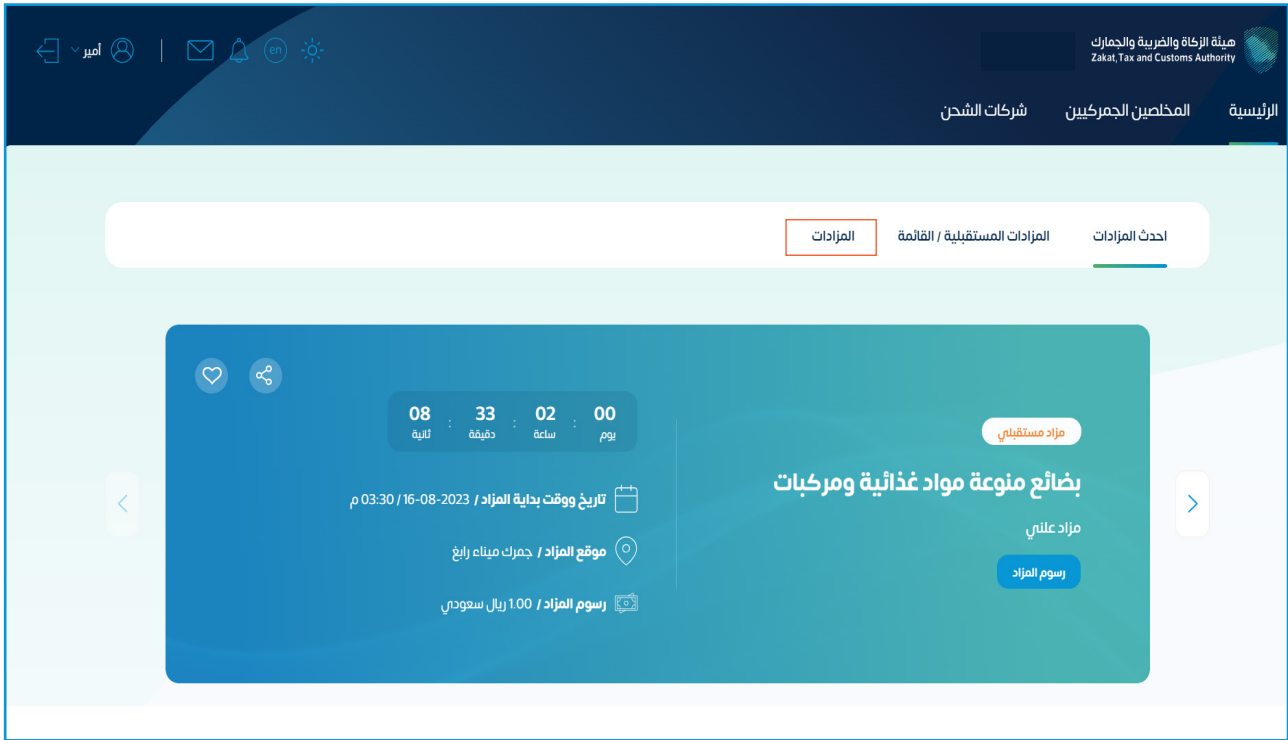 هيئة الزكاة والضريبة والجمارك
Zakat, Tax and Customs Authority
en
أمير
الرئيسية
المخلصين الجمركيين
شركات الشحن
احدث المزادات
المزادات المستقبلية / القائمة
المزادات
مزاد مستقبلي
بضائع منوعة مواد غذائية ومركبات
مزاد علني
رسوم المزاد
00 : 02 : 33 : 08
يوم ساعة دقيقة ثانية
تاريخ ووقت بداية المزاد / 2023-08-16 / 03:30 م
موقع المزاد / جمرك ميناء رابغ
رسوم المزاد / 1.00 ريال سعودي